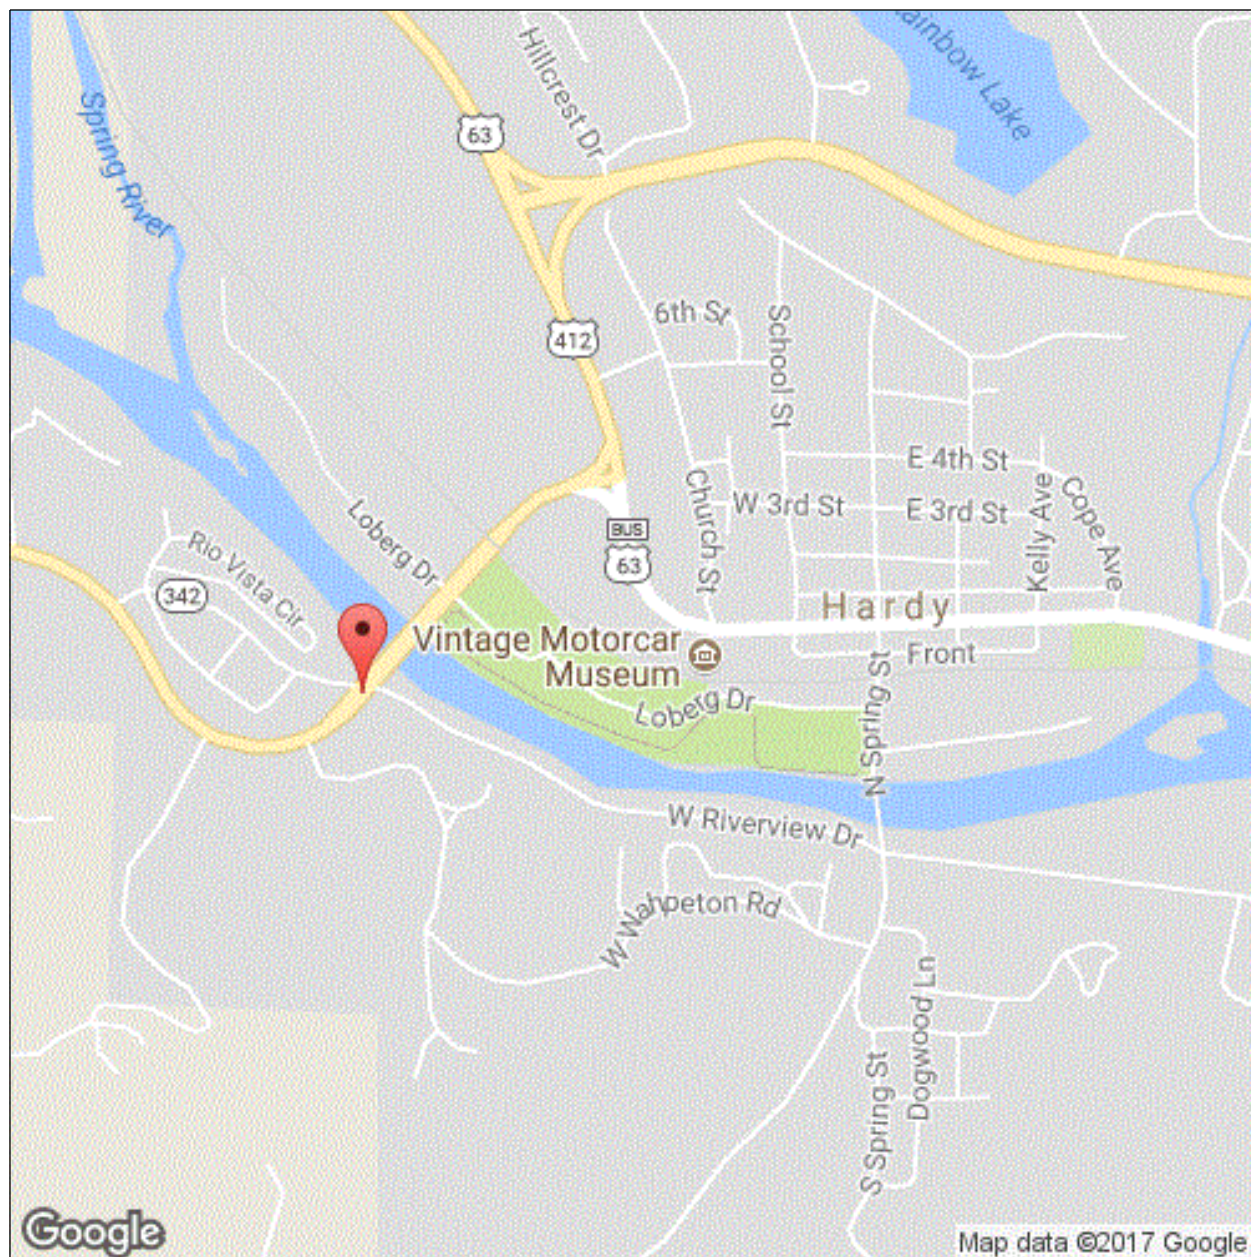 Rainbow Lake
Hillcrest Dr
63
Spring River
6th St
School St
412
E 4th St
Church St
W 3rd St
E 3rd St
Kelly Ave
Cope Ave
Loberg Dr
BUS
63
Rio Vista Cir
342
Hardy
Vintage Motorcar
Museum
Front
Loberg Dr
N Spring St
W Riverview Dr
W Wahpeton Rd
Dogwood Ln
S Spring St
Google
Map data ©2017 Google